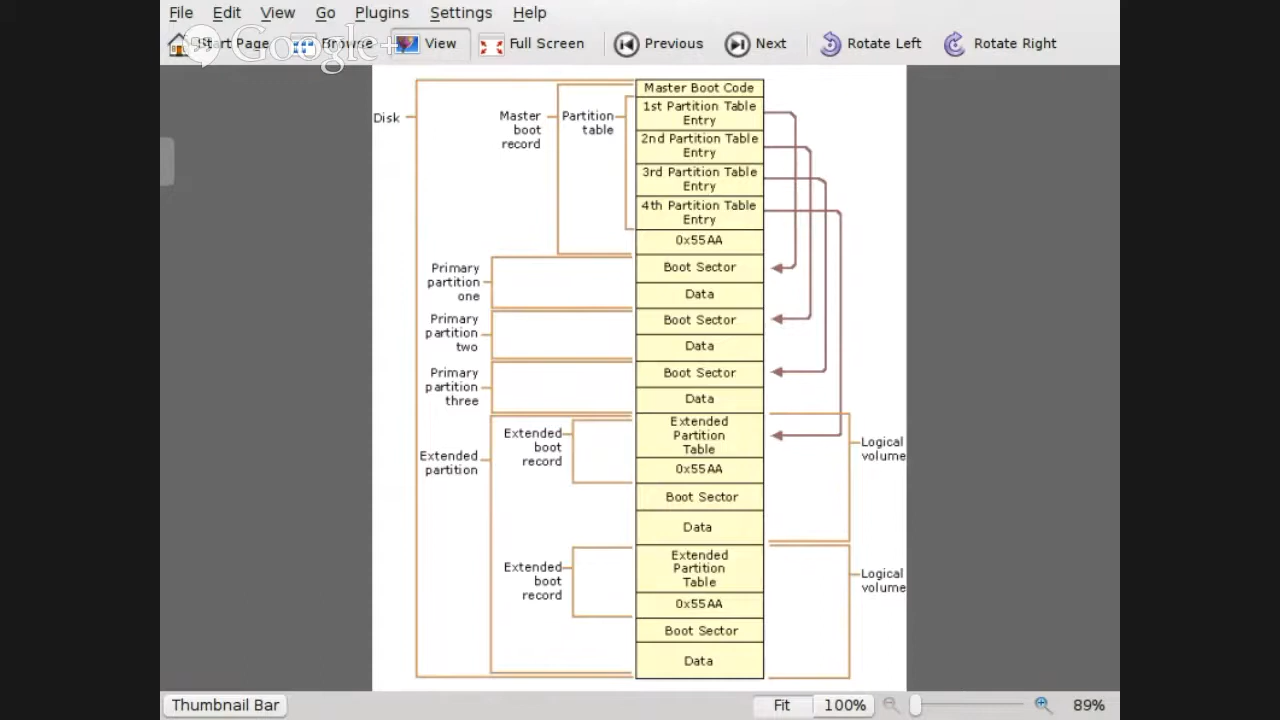 File Edit View Go Plugins Settings Help
Start Page Browse View Full Screen Previous Next Rotate Left Rotate Right
Google+
Disk
Master
boot
record
Partition
table
Master Boot Code
1st Partition Table
Entry
2nd Partition Table
Entry
3rd Partition Table
Entry
4th Partition Table
Entry
0x55AA
Primary
partition
one
Boot Sector
Data
Primary
partition
two
Boot Sector
Data
Primary
partition
three
Boot Sector
Data
Extended
partition
Extended
boot
record
Extended
Partition
Table
0x55AA
Boot Sector
Data
Logical
volume
Extended
boot
record
Extended
Partition
Table
0x55AA
Boot Sector
Data
Logical
volume
Thumbnail Bar Fit 100% 89%